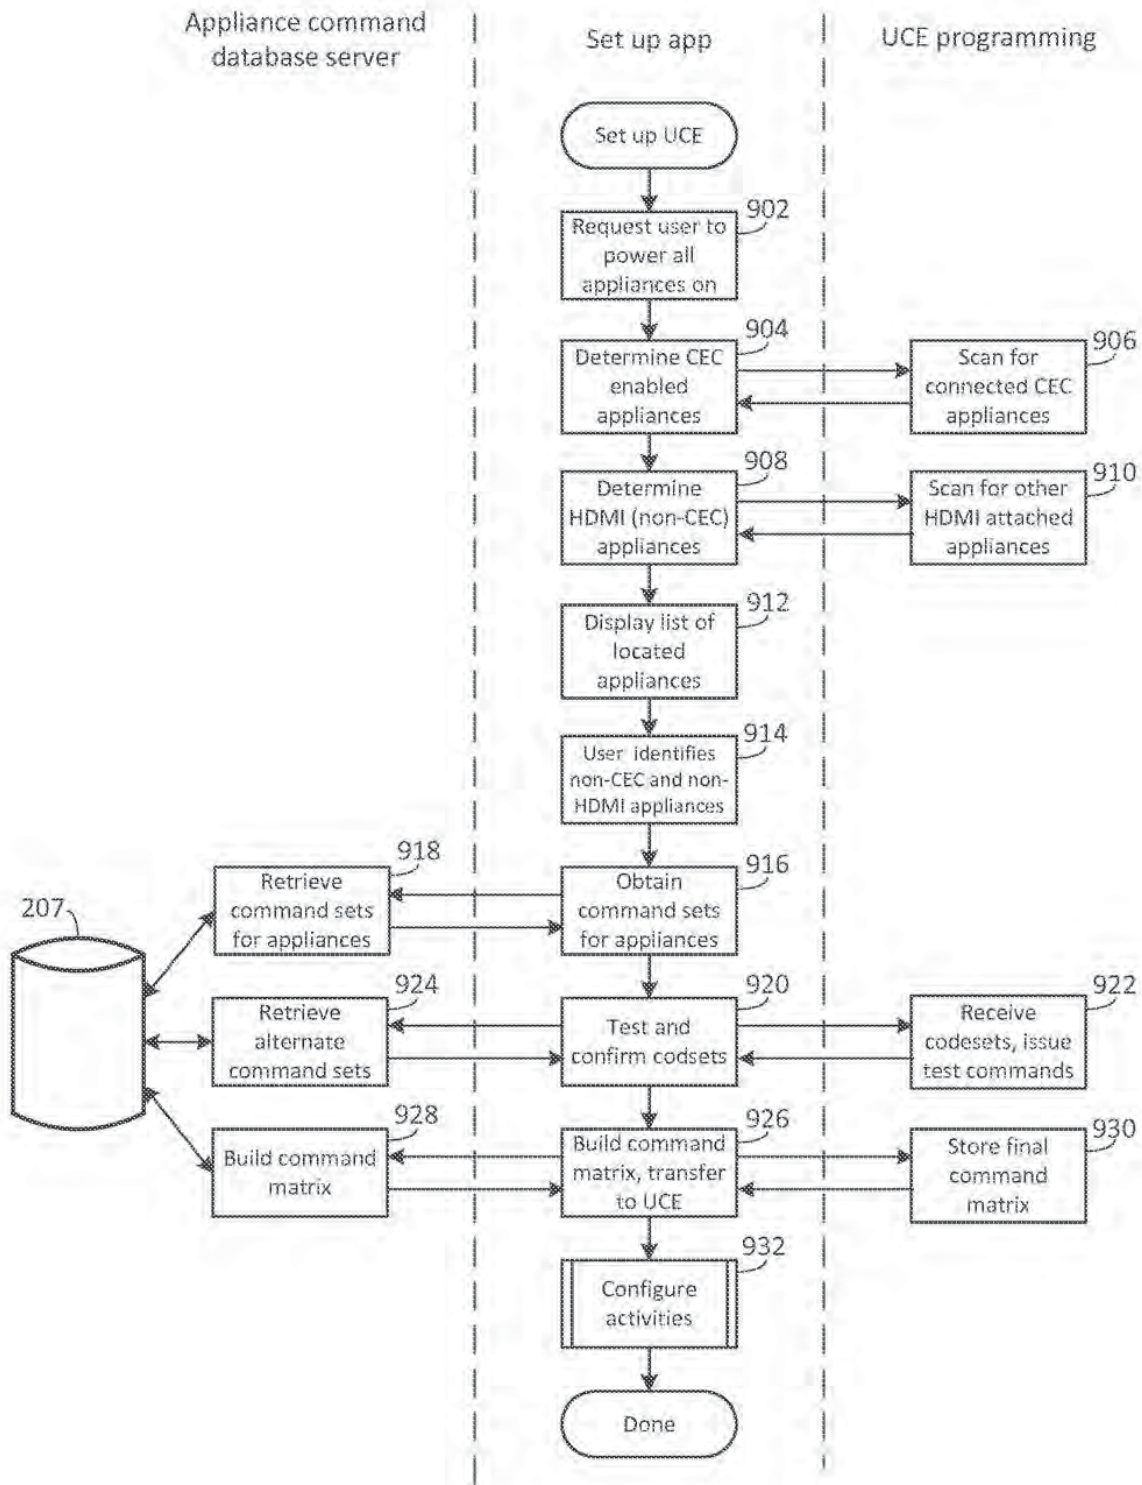 Appliance command
database server
Set up app
UCE programming
Set up UCE
902
Request user to
power all
appliances on
904
Determine CEC
enabled
appliances
906
Scan for
connected CEC
appliances
908
Determine
HDMI (non-CEC)
appliances
910
Scan for other
HDMI attached
appliances
912
Display list of
located
appliances
914
User identifies
non-CEC and non-
HDMI appliances
918
Retrieve
command sets
for appliances
916
Obtain
command sets
for appliances
207
924
Retrieve
alternate
command sets
920
Test and
confirm codsets
922
Receive
codesets, issue
test commands
928
Build command
matrix
926
Build command
matrix, transfer
to UCE
930
Store final
command
matrix
932
Configure
activities
Done